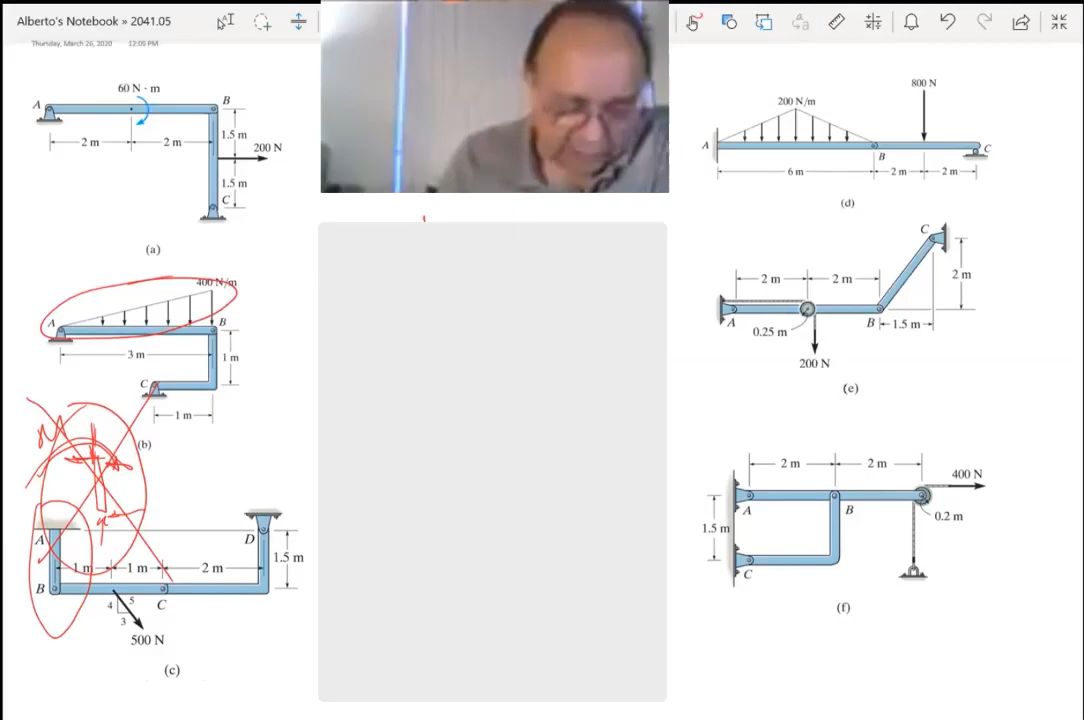 Alberto's Notebook » 2041.05
Thursday, March 26, 2020 12:05 PM
60 N · m
A
B
1.5 m
2 m
2 m
200 N
1.5 m
C
(a)
400 N/m
A
B
3 m
1 m
C
1 m
(b)
A
D
1 m
1 m
2 m
1.5 m
B
C
4
5
3
500 N
(c)
800 N
200 N/m
A
B
C
6 m
2 m
2 m
(d)
C
2 m
2 m
2 m
A
0.25 m
B
1.5 m
200 N
(e)
2 m
2 m
400 N
A
B
0.2 m
1.5 m
C
(f)